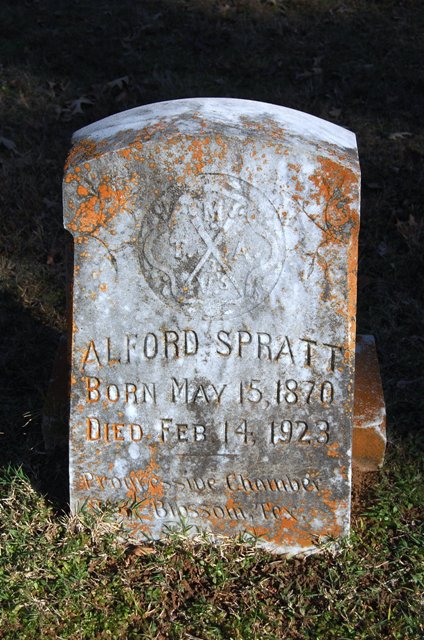 ALFORD SPRATT
BORN MAY 15, 1870
DIED FEB 14, 1923
Progressive Chamber
Blossom, Tex.